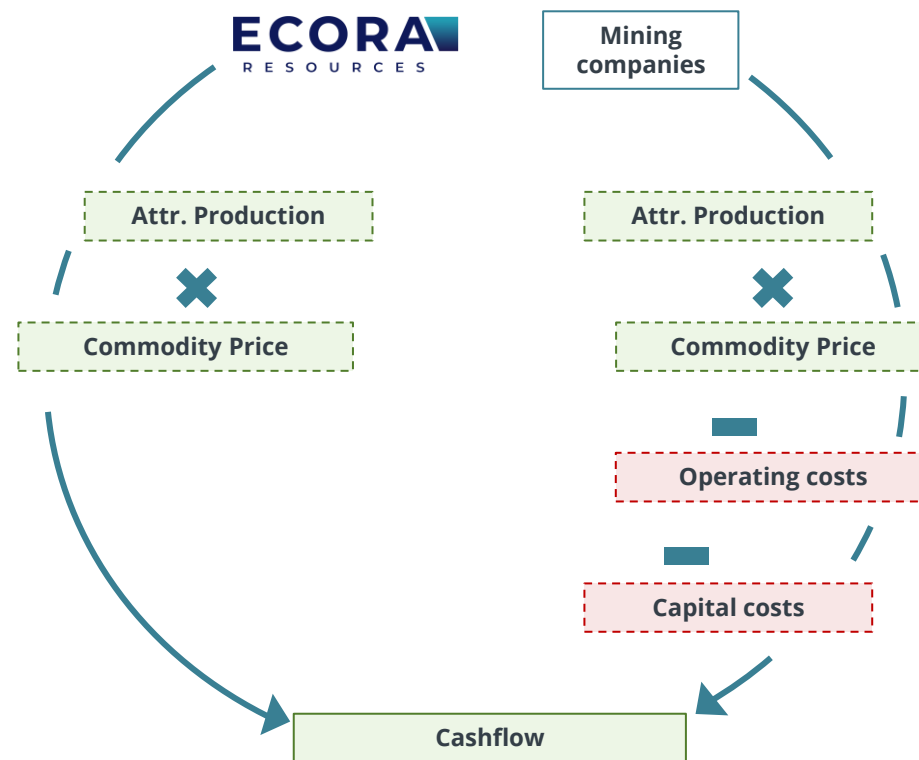 ECORA
RESOURCES
Mining
companies
Attr. Production
Attr. Production
Commodity Price
Commodity Price
Operating costs
Capital costs
Cashflow